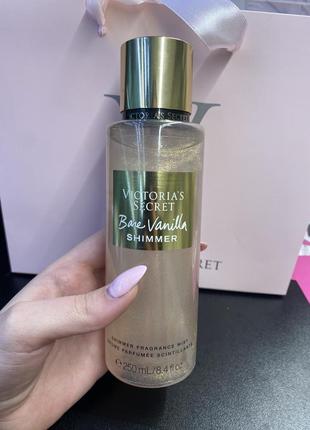 VICTORIA'S SECRET
VICTORIA'S
SECRET
Bare Vanilla
SHIMMER
SHIMMER FRAGRANCE MIST
BRUME PARFUMÉE SCINTILLANTE
℮ 250 mL/8.4 fl oz
CRET